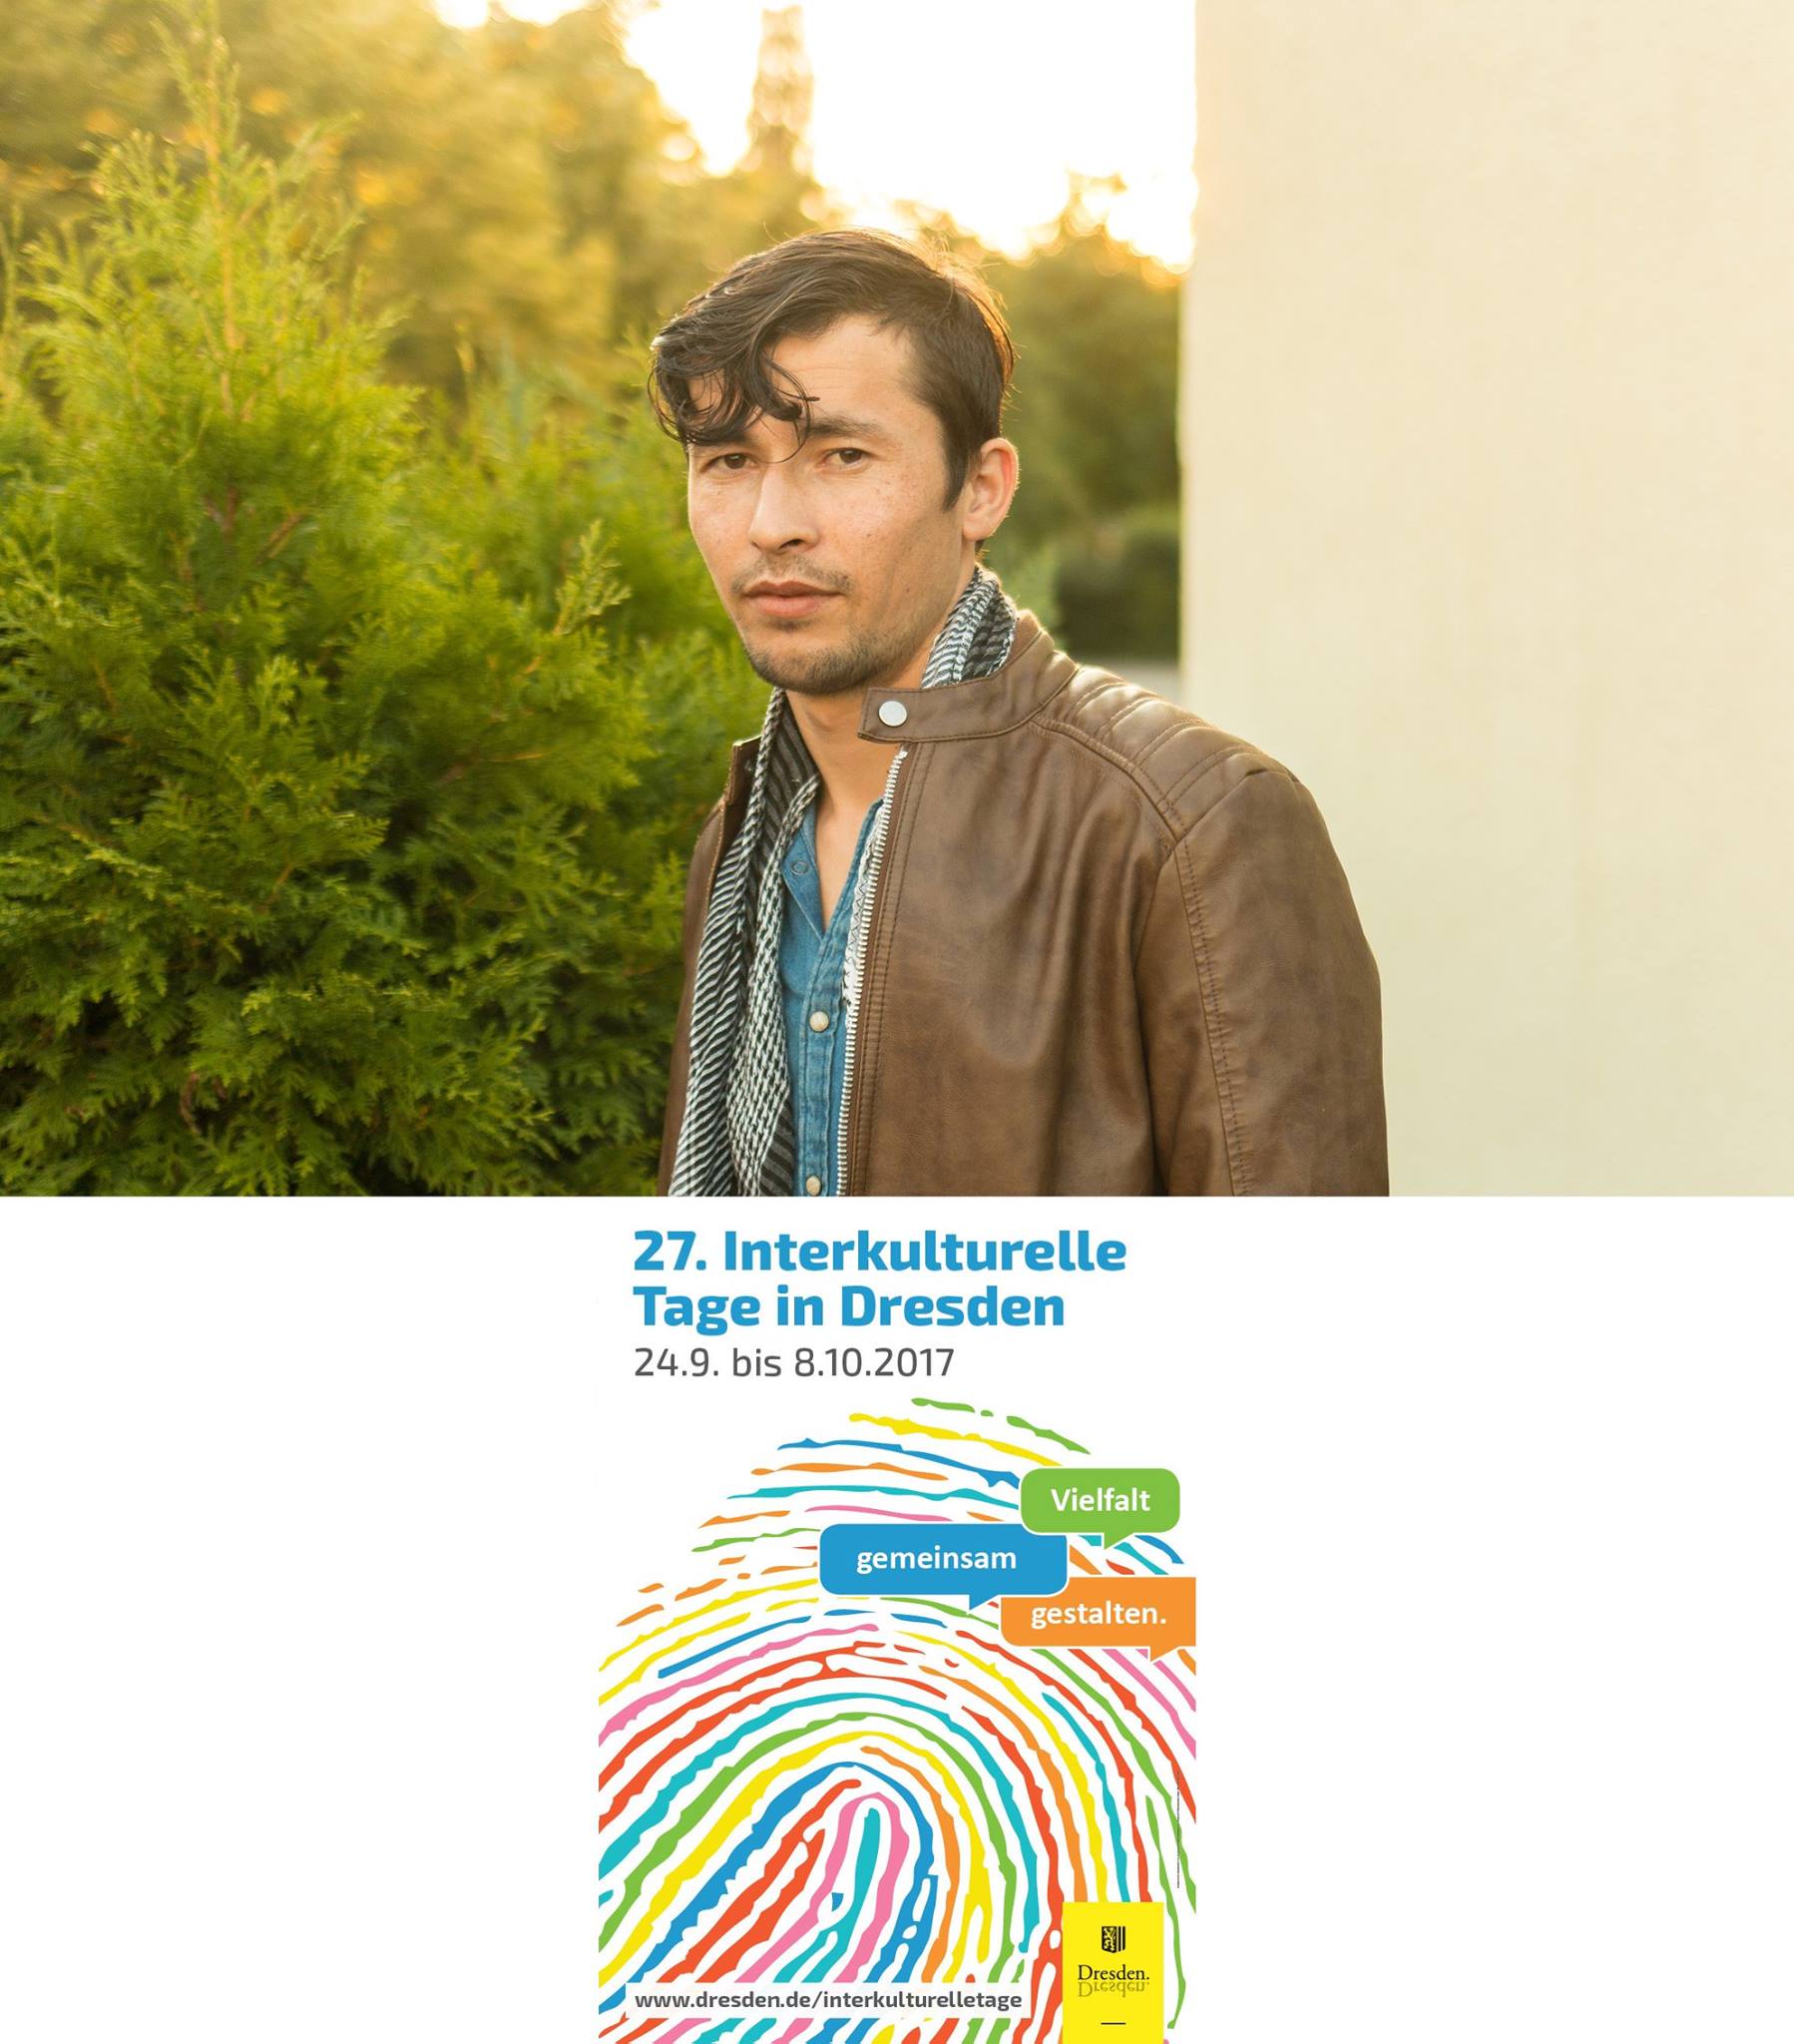 27. Interkulturelle
Tage in Dresden
24.9. bis 8.10.2017
Vielfalt
gemeinsam
gestalten.
Dresden.
Dresden.
www.dresden.de/interkulturelletage